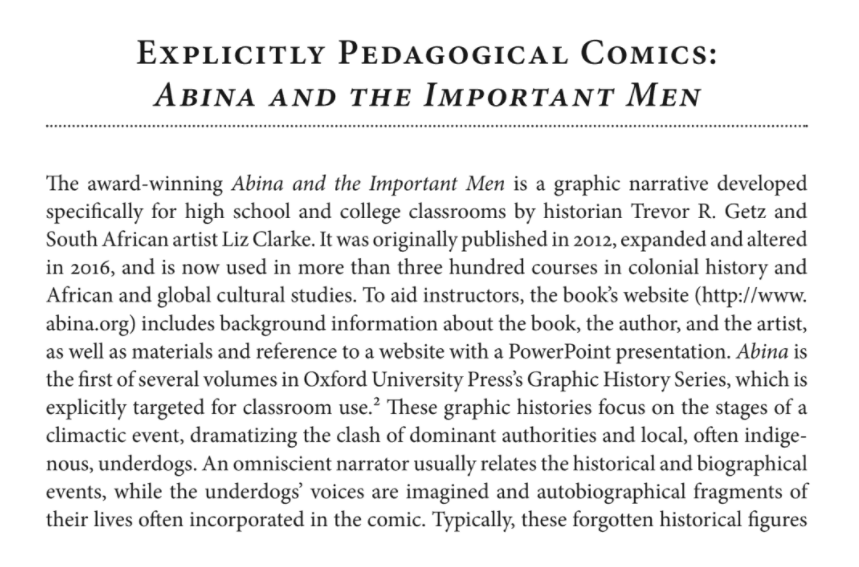 EXPLICITLY PEDAGOGICAL COMICS:
ABINA AND THE IMPORTANT MEN
The award-winning Abina and the Important Men is a graphic narrative developed
specifically for high school and college classrooms by historian Trevor R. Getz and
South African artist Liz Clarke. It was originally published in 2012, expanded and altered
in 2016, and is now used in more than three hundred courses in colonial history and
African and global cultural studies. To aid instructors, the book’s website (http://www.
abina.org) includes background information about the book, the author, and the artist,
as well as materials and reference to a website with a PowerPoint presentation. Abina is
the first of several volumes in Oxford University Press’s Graphic History Series, which is
explicitly targeted for classroom use.² These graphic histories focus on the stages of a
climactic event, dramatizing the clash of dominant authorities and local, often indige-
nous, underdogs. An omniscient narrator usually relates the historical and biographical
events, while the underdogs’ voices are imagined and autobiographical fragments of
their lives often incorporated in the comic. Typically, these forgotten historical figures